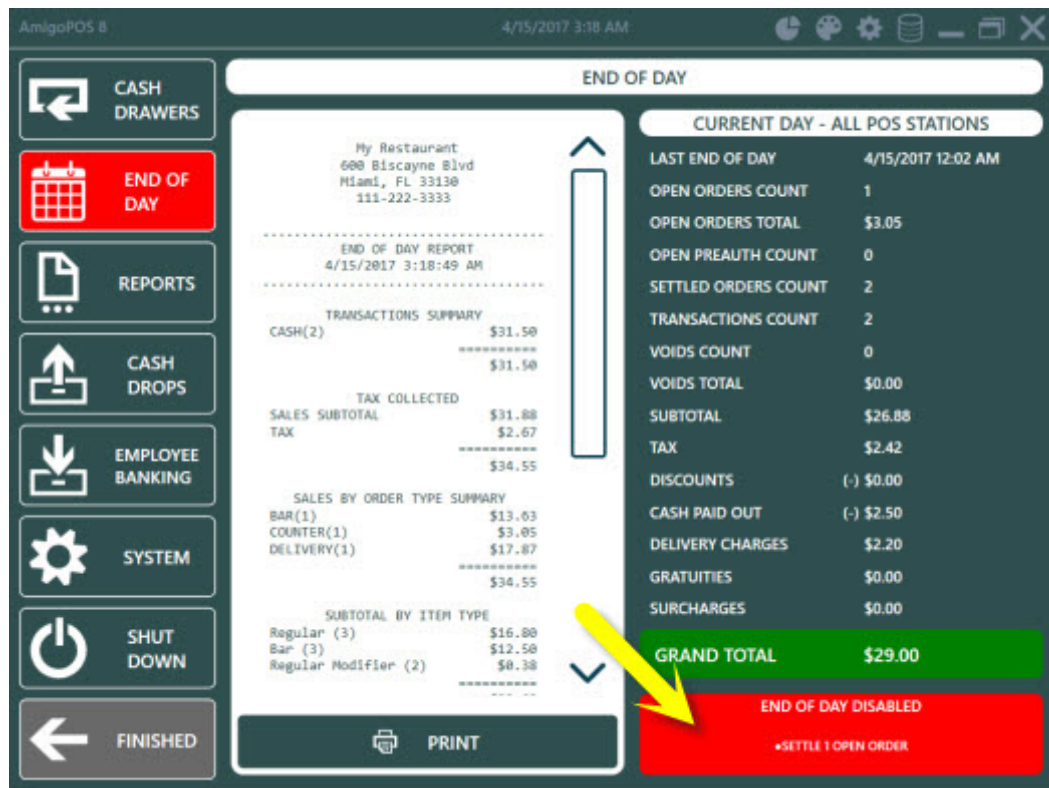 AmigoPOS 8
4/15/2017 3:18 AM
CASH
DRAWERS
END OF
DAY
REPORTS
CASH
DROPS
EMPLOYEE
BANKING
SYSTEM
SHUT
DOWN
FINISHED
END OF DAY
My Restaurant
600 Biscayne Blvd
Miami, FL 33130
111-222-3333
END OF DAY REPORT
4/15/2017 3:18:49 AM
TRANSACTIONS SUMMARY
CASH(2) $31.50
==========
$31.50
TAX COLLECTED
SALES SUBTOTAL $31.88
TAX $2.67
==========
$34.55
SALES BY ORDER TYPE SUMMARY
BAR(1) $13.63
COUNTER(1) $3.05
DELIVERY(1) $17.87
==========
$34.55
SUBTOTAL BY ITEM TYPE
Regular (3) $16.80
Bar (3) $12.50
Regular Modifier (2) $0.38
==========
PRINT
CURRENT DAY - ALL POS STATIONS
LAST END OF DAY 4/15/2017 12:02 AM
OPEN ORDERS COUNT 1
OPEN ORDERS TOTAL $3.05
OPEN PREAUTH COUNT 0
SETTLED ORDERS COUNT 2
TRANSACTIONS COUNT 2
VOIDS COUNT 0
VOIDS TOTAL $0.00
SUBTOTAL $26.88
TAX $2.42
DISCOUNTS (-) $0.00
CASH PAID OUT (-) $2.50
DELIVERY CHARGES $2.20
GRATUITIES $0.00
SURCHARGES $0.00
GRAND TOTAL $29.00
END OF DAY DISABLED
•SETTLE 1 OPEN ORDER